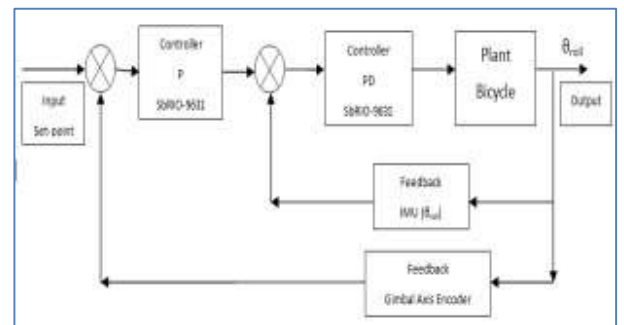 Controller
P
SbRIO-9631
Controller
PD
SbRIO-9631
Plant
Bicycle
θroll
Input
Set-point
Output
Feedback
IMU (θroll)
Feedback
Gimbal Axis Encoder